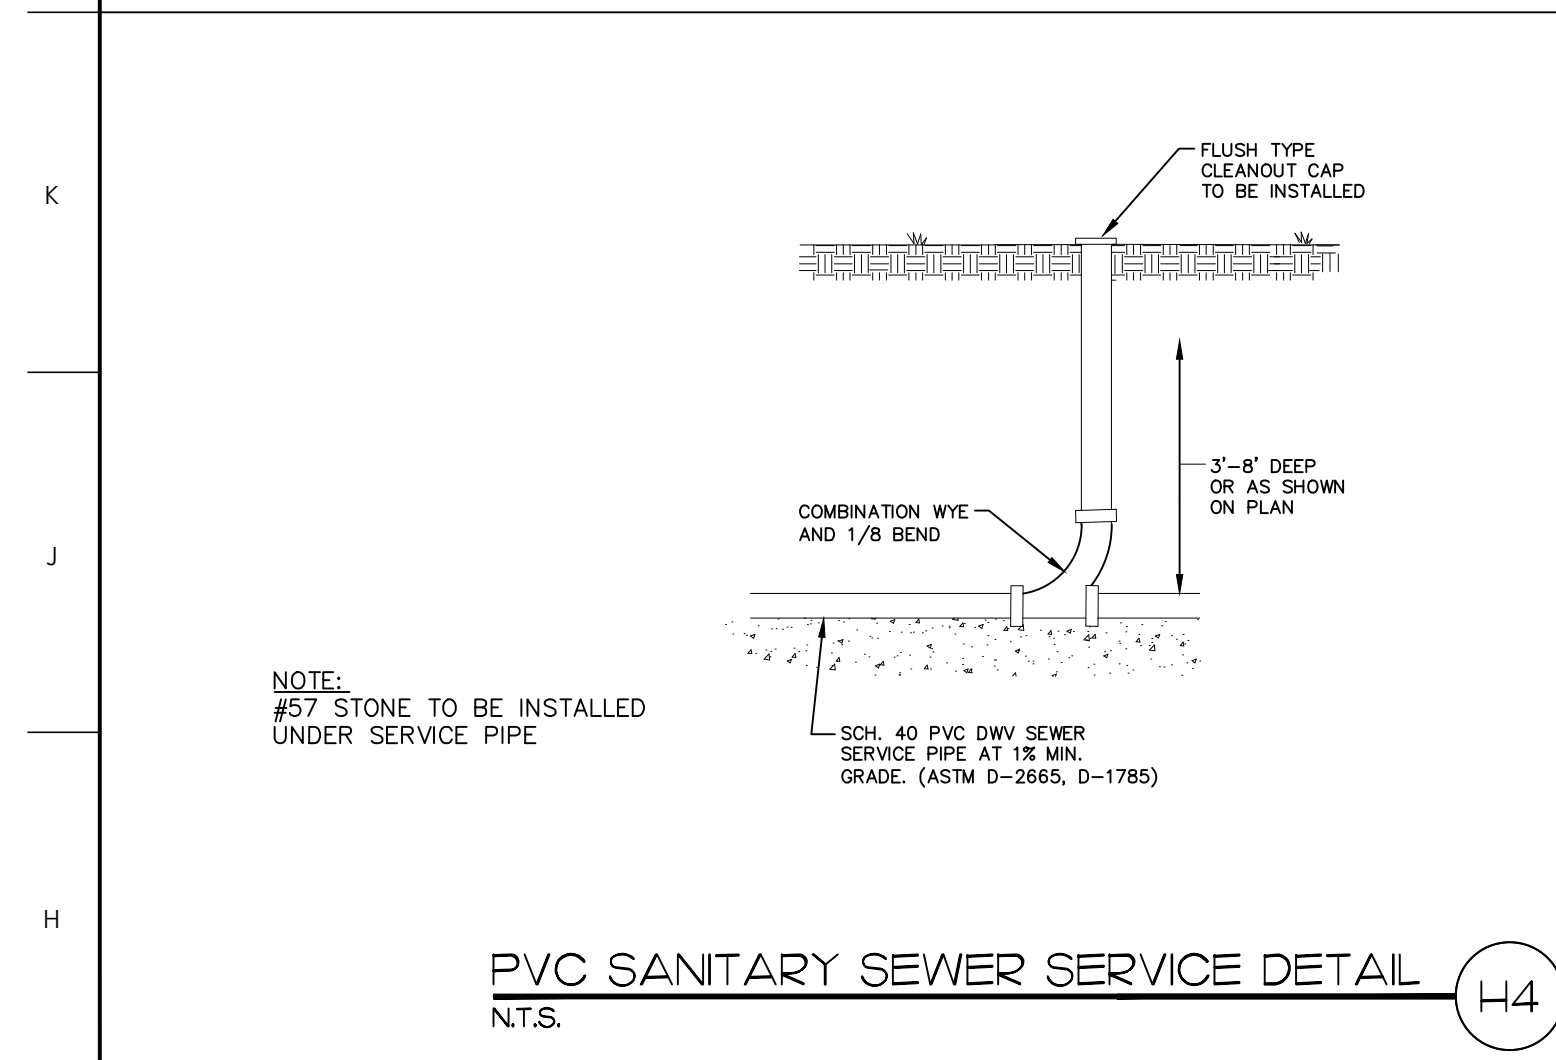 K
FLUSH TYPE
CLEANOUT CAP
TO BE INSTALLED
3'-8' DEEP
OR AS SHOWN
ON PLAN
COMBINATION WYE
AND 1/8 BEND
J
NOTE:
#57 STONE TO BE INSTALLED
UNDER SERVICE PIPE
SCH. 40 PVC DWV SEWER
SERVICE PIPE AT 1% MIN.
GRADE. (ASTM D-2665, D-1785)
H
PVC SANITARY SEWER SERVICE DETAIL
N.T.S.
H4